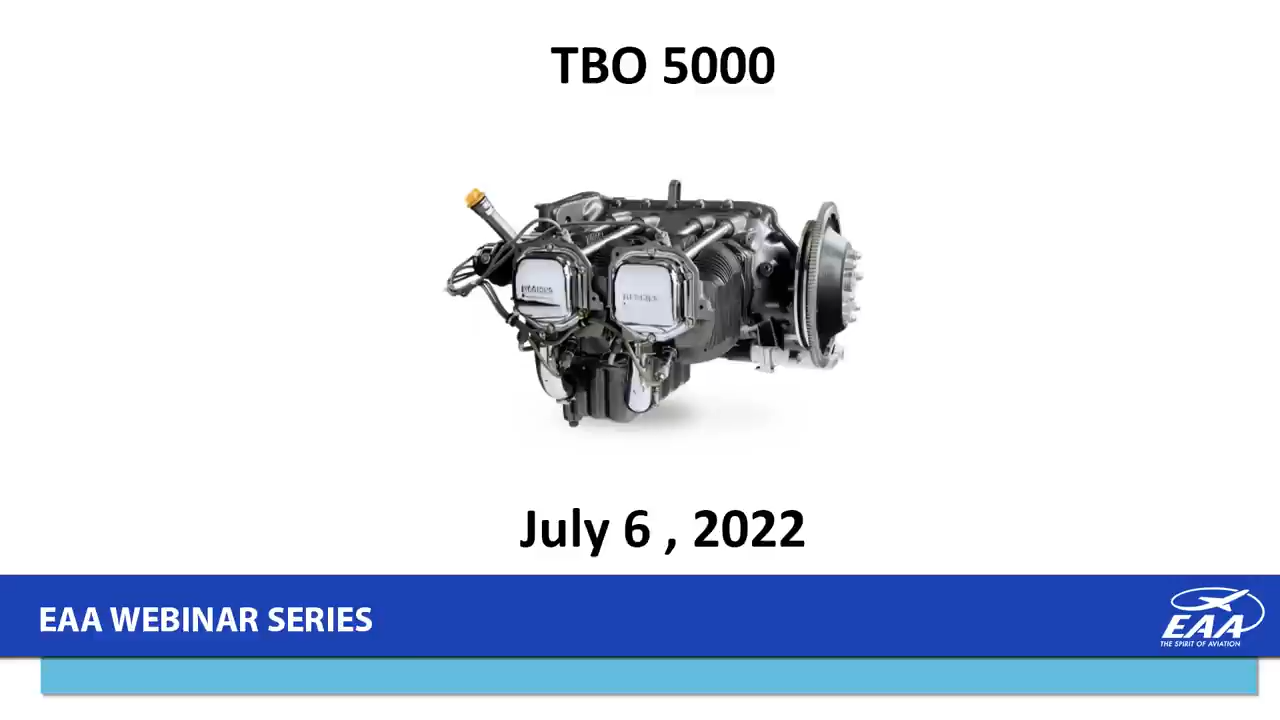 TBO 5000
July 6 , 2022
EAA WEBINAR SERIES
EAA
THE SPIRIT OF AVIATION